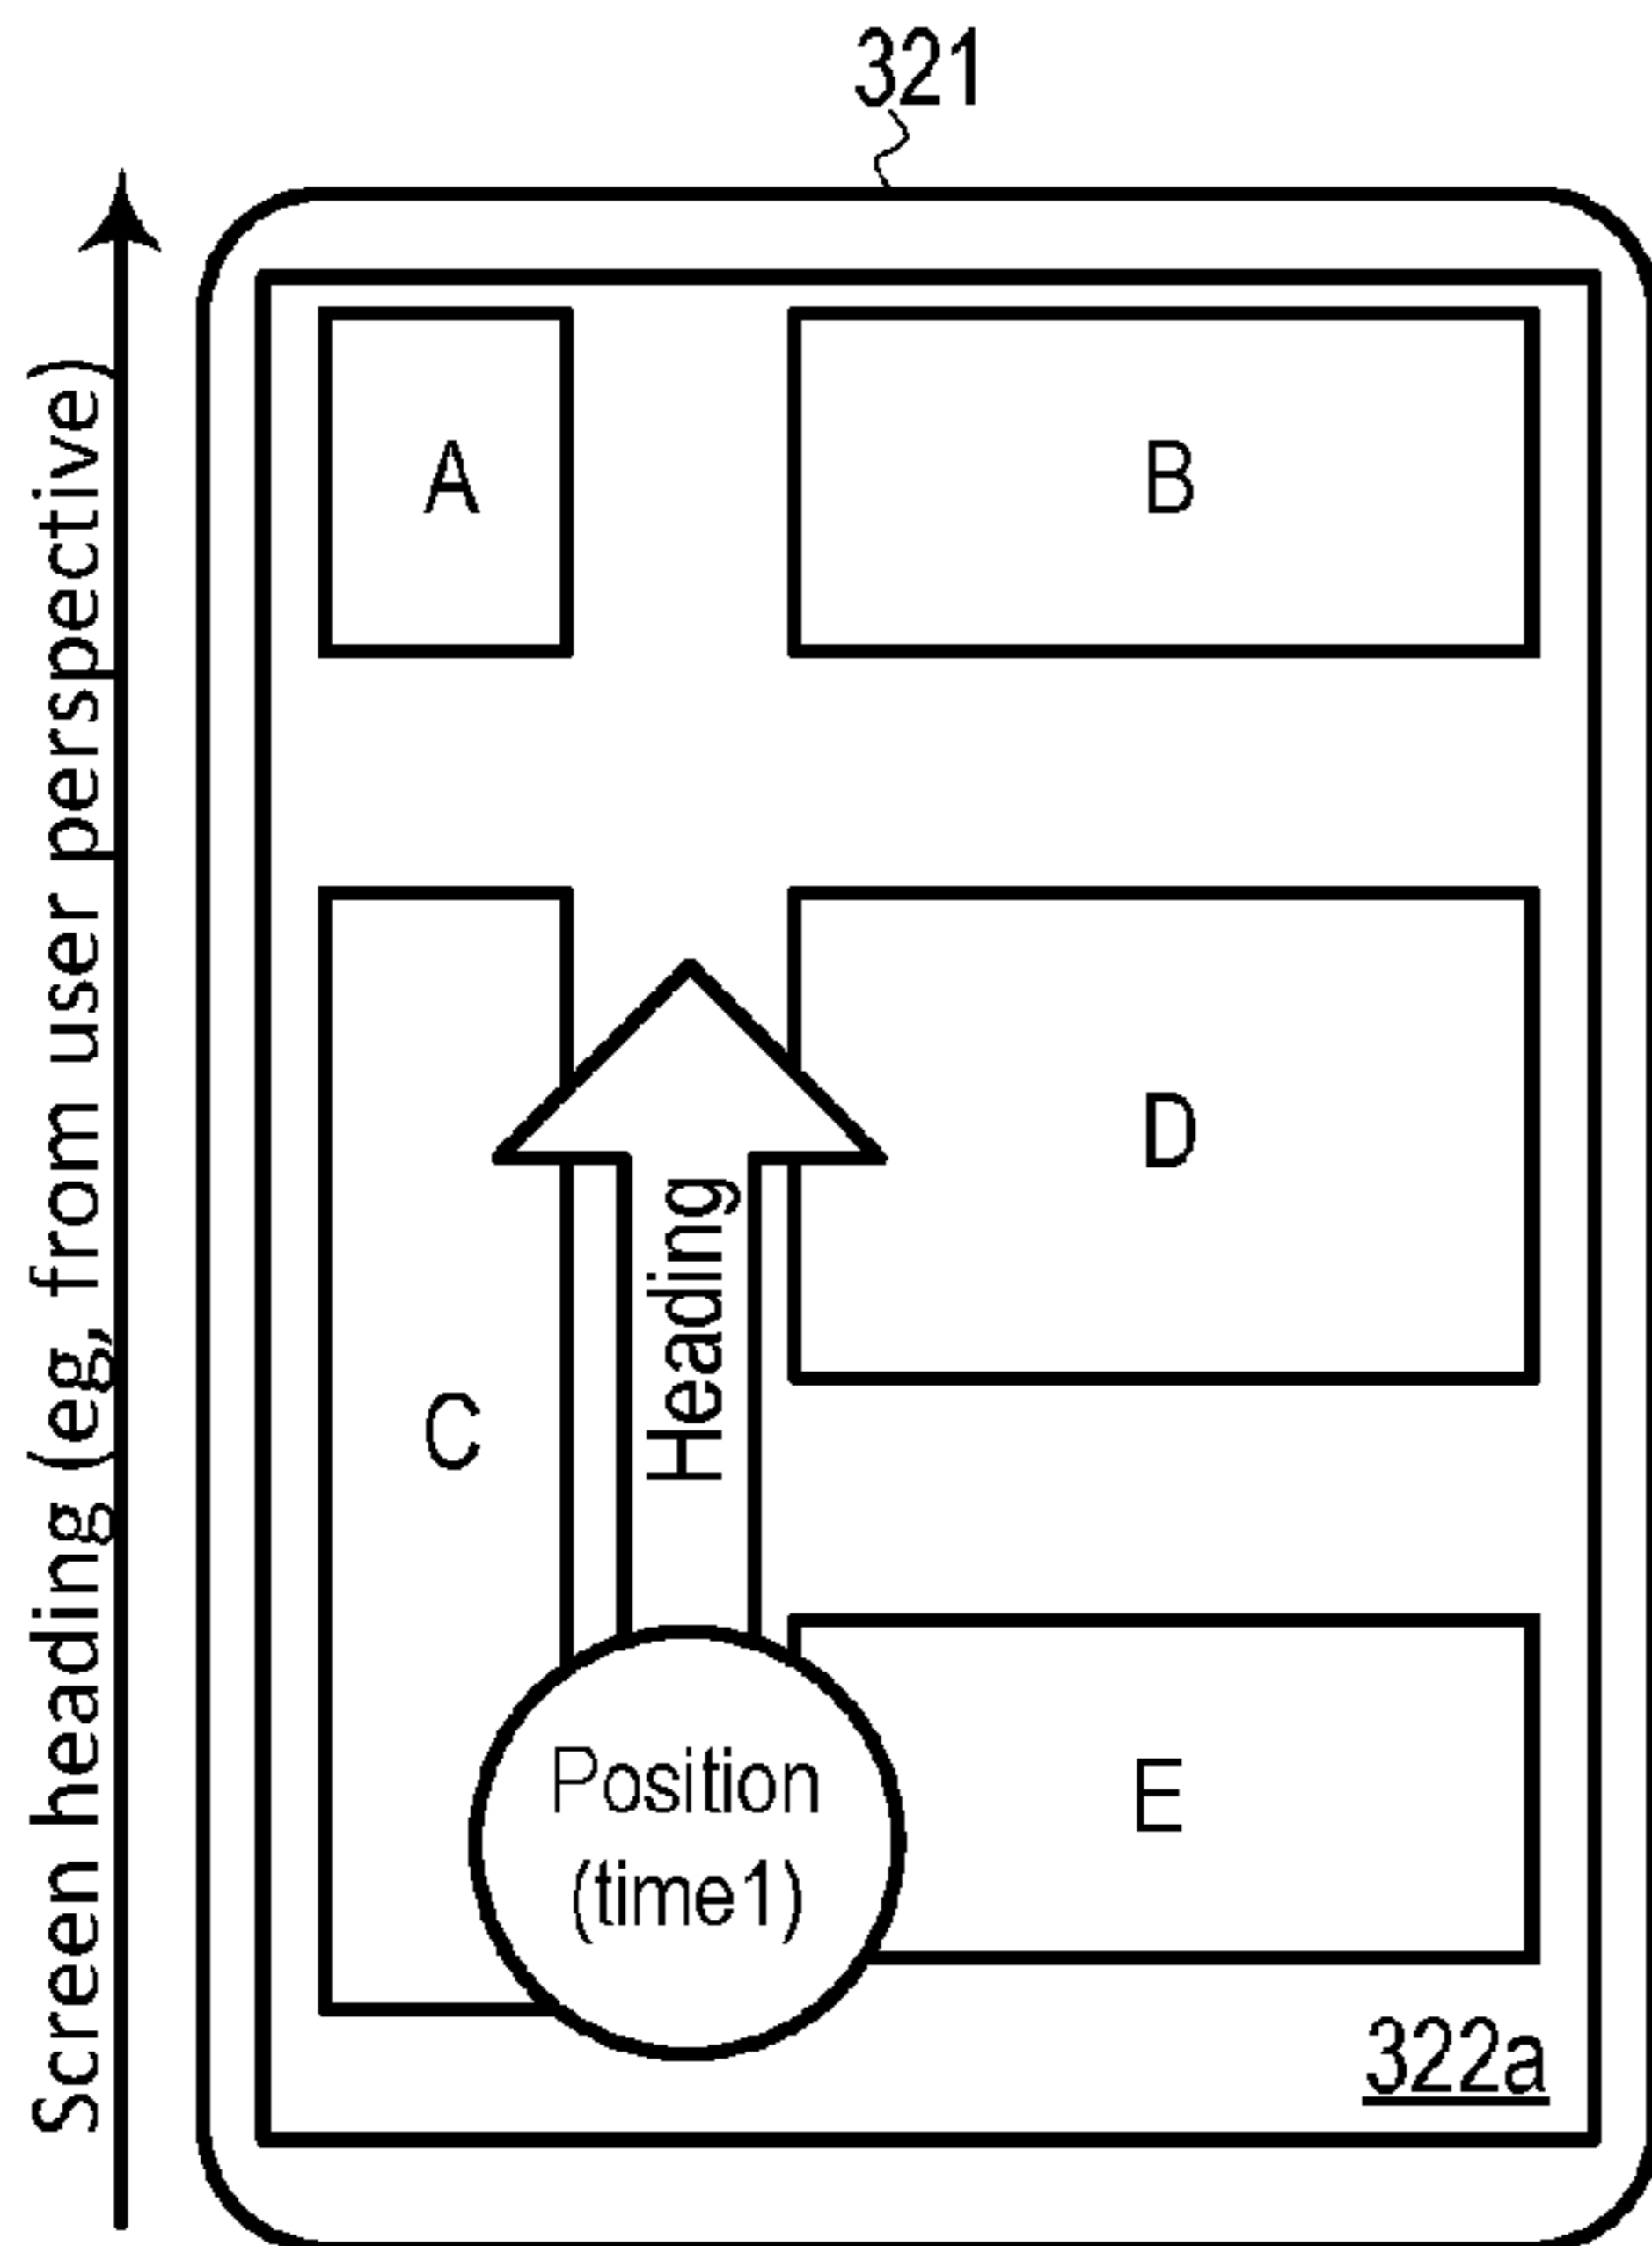 321
Screen heading (eg, from user perspective)
A
B
C
D
Heading
Position
(time1)
E
322a